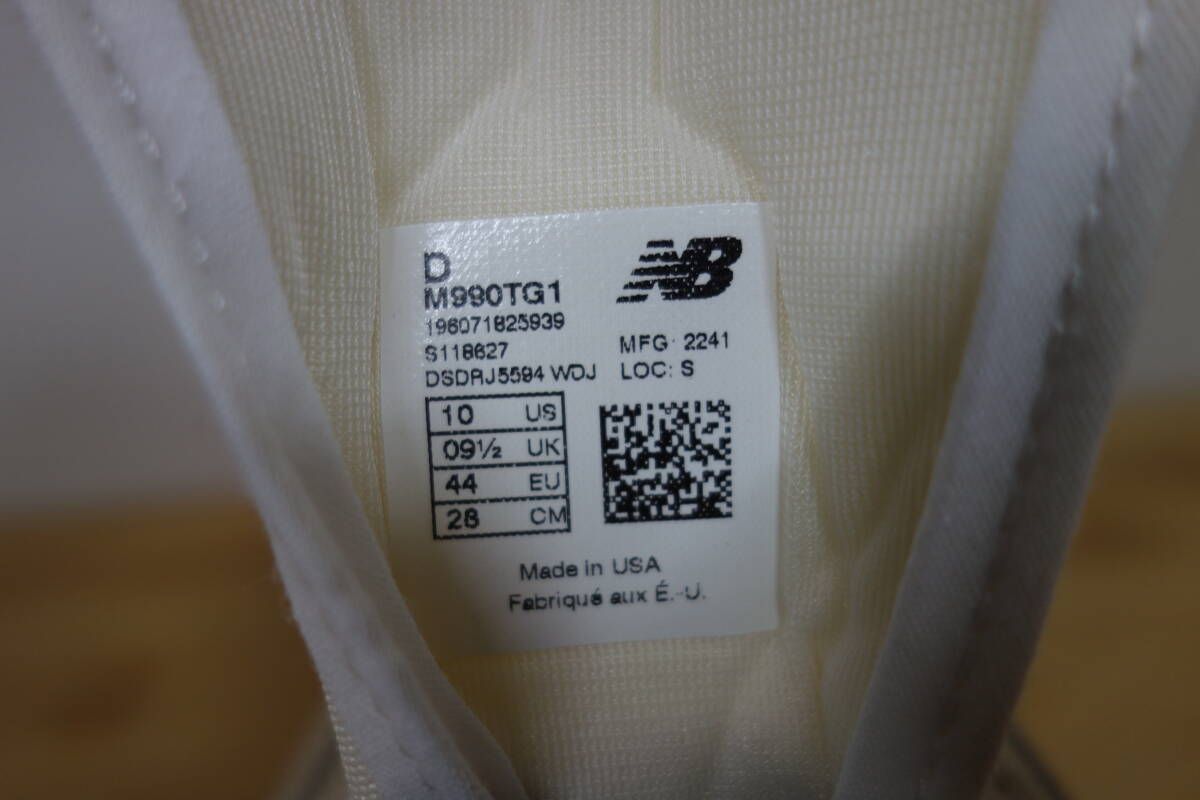 D
M990TG1
NB
196071825939
S118627
MFG: 2241
DSDRJ5594 WDJ
LOC: S
10 US
09½ UK
44 EU
28 CM
Made in USA
Fabriqué aux É.-U.